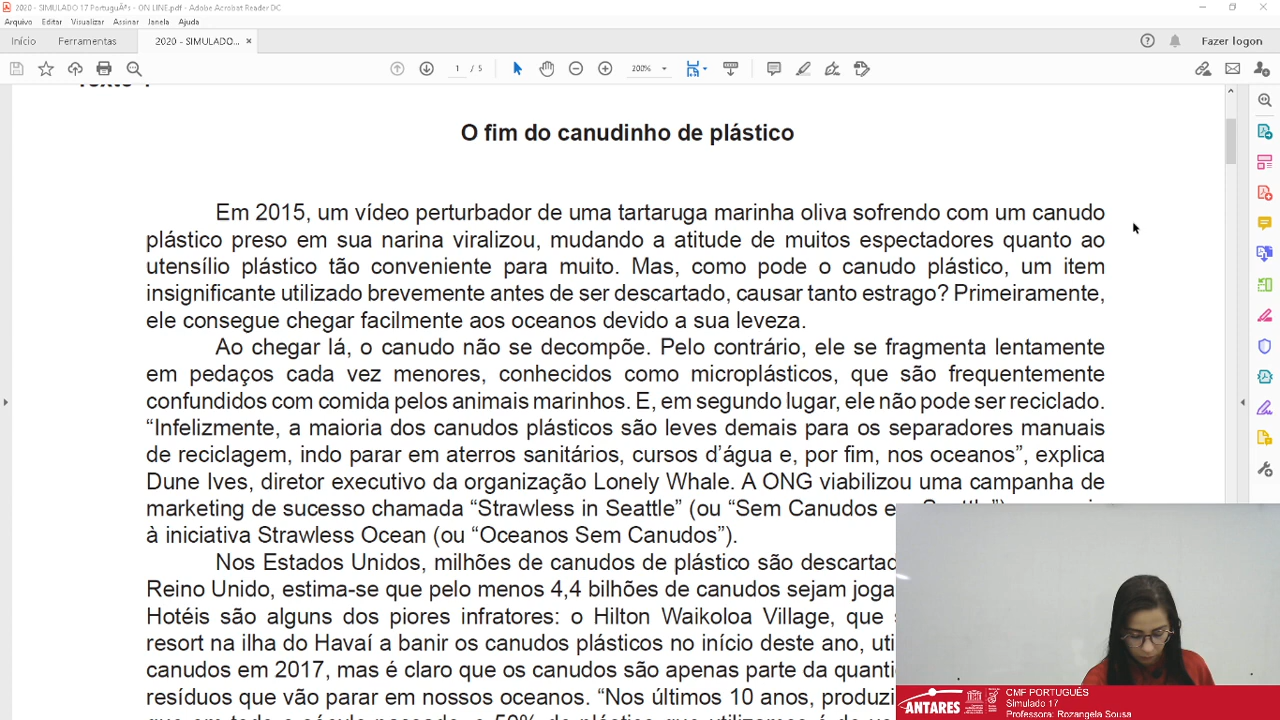 2020 - SIMULADO 17 PortuguÃªs - ON LINE.pdf - Adobe Acrobat Reader DC
Arquivo Editar Visualizar Assinar Janela Ajuda
Início Ferramentas 2020 - SIMULADO... × Fazer logon
1 / 5 200%
O fim do canudinho de plástico
Em 2015, um vídeo perturbador de uma tartaruga marinha oliva sofrendo com um canudo
plástico preso em sua narina viralizou, mudando a atitude de muitos espectadores quanto ao
utensílio plástico tão conveniente para muito. Mas, como pode o canudo plástico, um item
insignificante utilizado brevemente antes de ser descartado, causar tanto estrago? Primeiramente,
ele consegue chegar facilmente aos oceanos devido a sua leveza.
Ao chegar lá, o canudo não se decompõe. Pelo contrário, ele se fragmenta lentamente
em pedaços cada vez menores, conhecidos como microplásticos, que são frequentemente
confundidos com comida pelos animais marinhos. E, em segundo lugar, ele não pode ser reciclado.
“Infelizmente, a maioria dos canudos plásticos são leves demais para os separadores manuais
de reciclagem, indo parar em aterros sanitários, cursos d’água e, por fim, nos oceanos”, explica
Dune Ives, diretor executivo da organização Lonely Whale. A ONG viabilizou uma campanha de
marketing de sucesso chamada “Strawless in Seattle” (ou “Sem Canudos
à iniciativa Strawless Ocean (ou “Oceanos Sem Canudos”).
Nos Estados Unidos, milhões de canudos de plástico são
Reino Unido, estima-se que pelo menos 4,4 bilhões de canudos sejam
Hotéis são alguns dos piores infratores: o Hilton Waikoloa Village, que
resort na ilha do Havaí a banir os canudos plásticos no início deste ano,
canudos em 2017, mas é claro que os canudos são apenas parte da
resíduos que vão parar em nossos oceanos. “Nos últimos 10 anos,
ANTARES
CMF PORTUGUÊS
Simulado 17
Professora: Rozangela Sousa